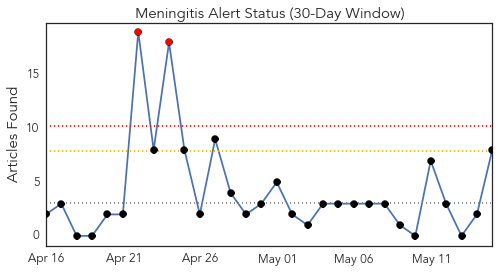 Meningitis Alert Status (30-Day Window)
Articles Found
15
10
5
0
Apr 16 Apr 21 Apr 26 May 01 May 06 May 11